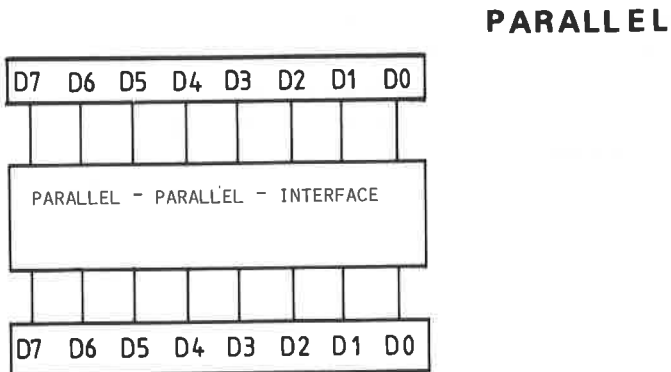 PARALLEL
D7 D6 D5 D4 D3 D2 D1 D0
PARALLEL - PARALLEL - INTERFACE
D7 D6 D5 D4 D3 D2 D1 D0